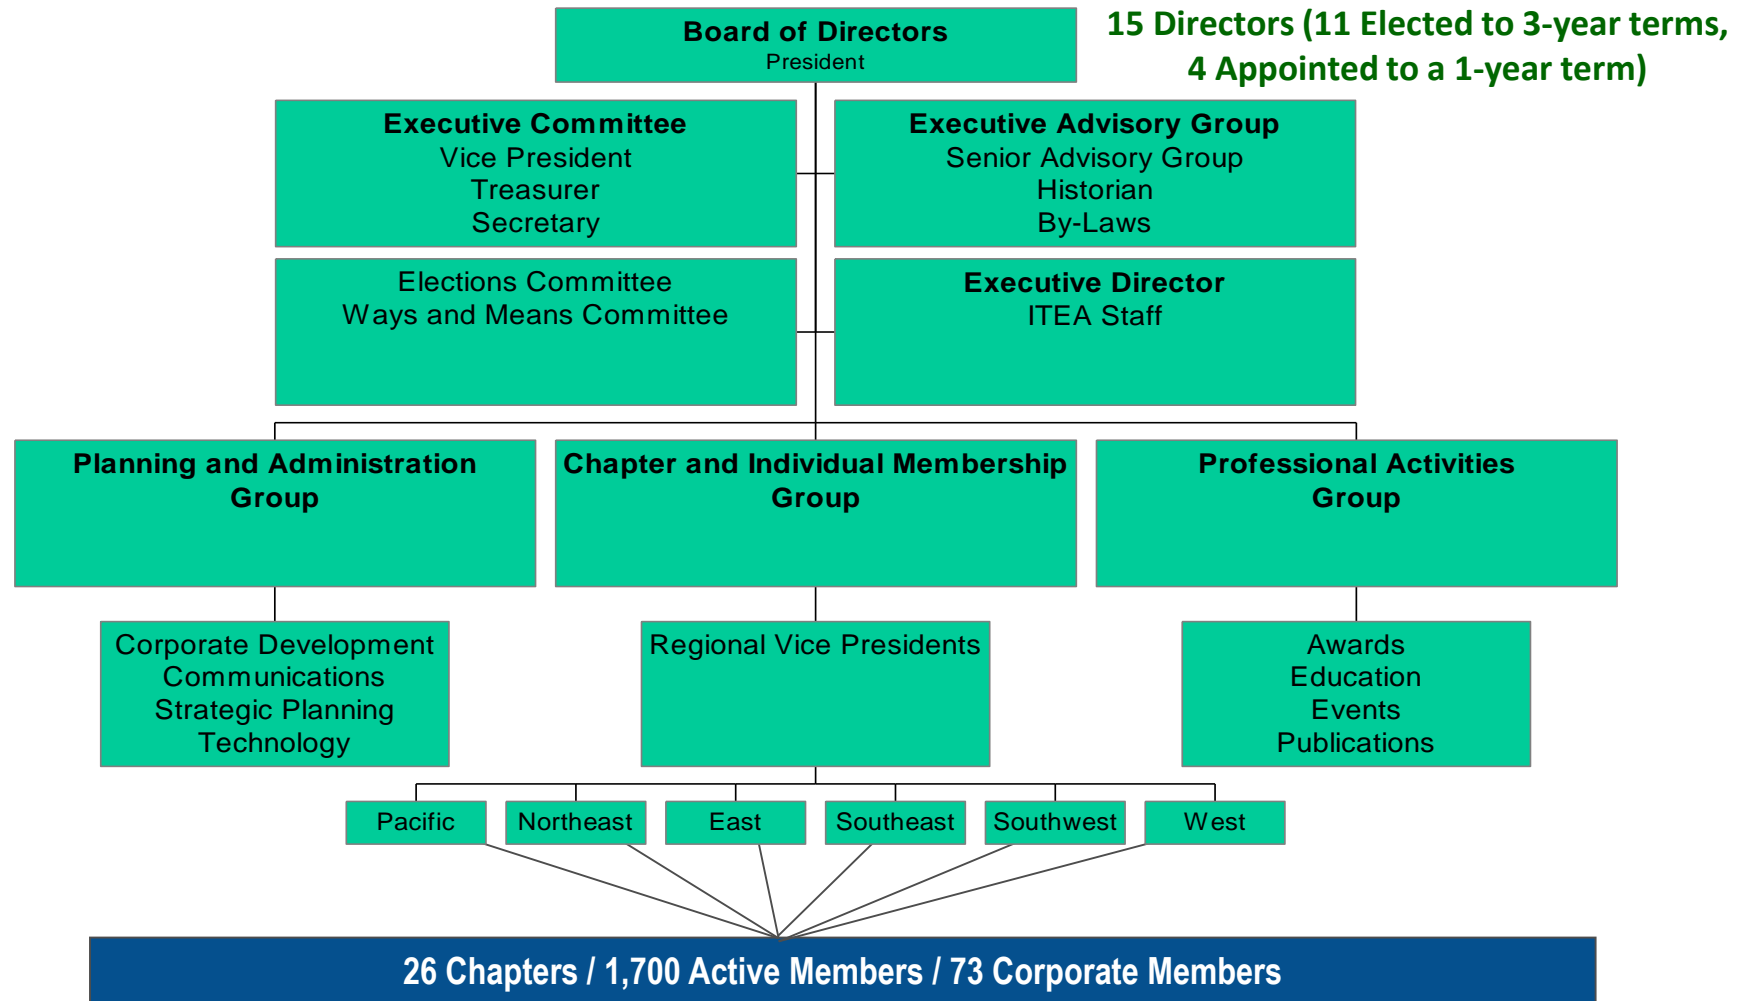 Board of Directors
President
15 Directors (11 Elected to 3-year terms,
4 Appointed to a 1-year term)
Executive Committee
Vice President
Treasurer
Secretary
Executive Advisory Group
Senior Advisory Group
Historian
By-Laws
Elections Committee
Ways and Means Committee
Executive Director
ITEA Staff
Planning and Administration
Group
Chapter and Individual Membership
Group
Professional Activities
Group
Corporate Development
Communications
Strategic Planning
Technology
Regional Vice Presidents
Awards
Education
Events
Publications
Pacific
Northeast
East
Southeast
Southwest
West
26 Chapters / 1,700 Active Members / 73 Corporate Members